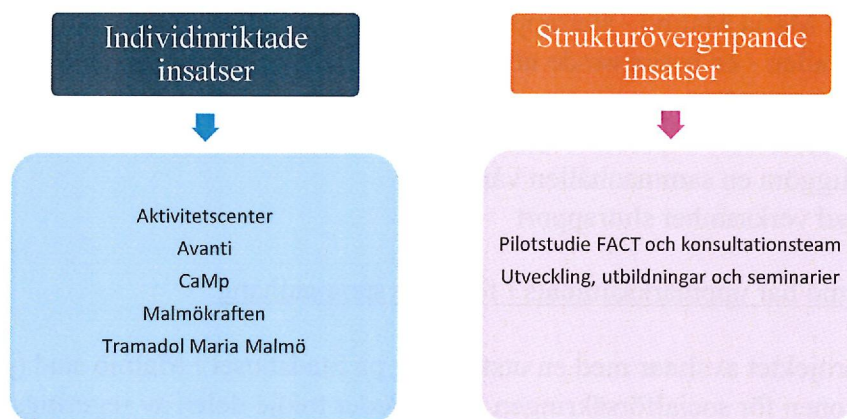 Individinriktade
insatser
Aktivitetscenter
Avanti
CaMp
Malmökraften
Tramadol Maria Malmö
Strukturövergripande
insatser
Pilotstudie FACT och konsultationsteam
Utveckling, utbildningar och seminarier